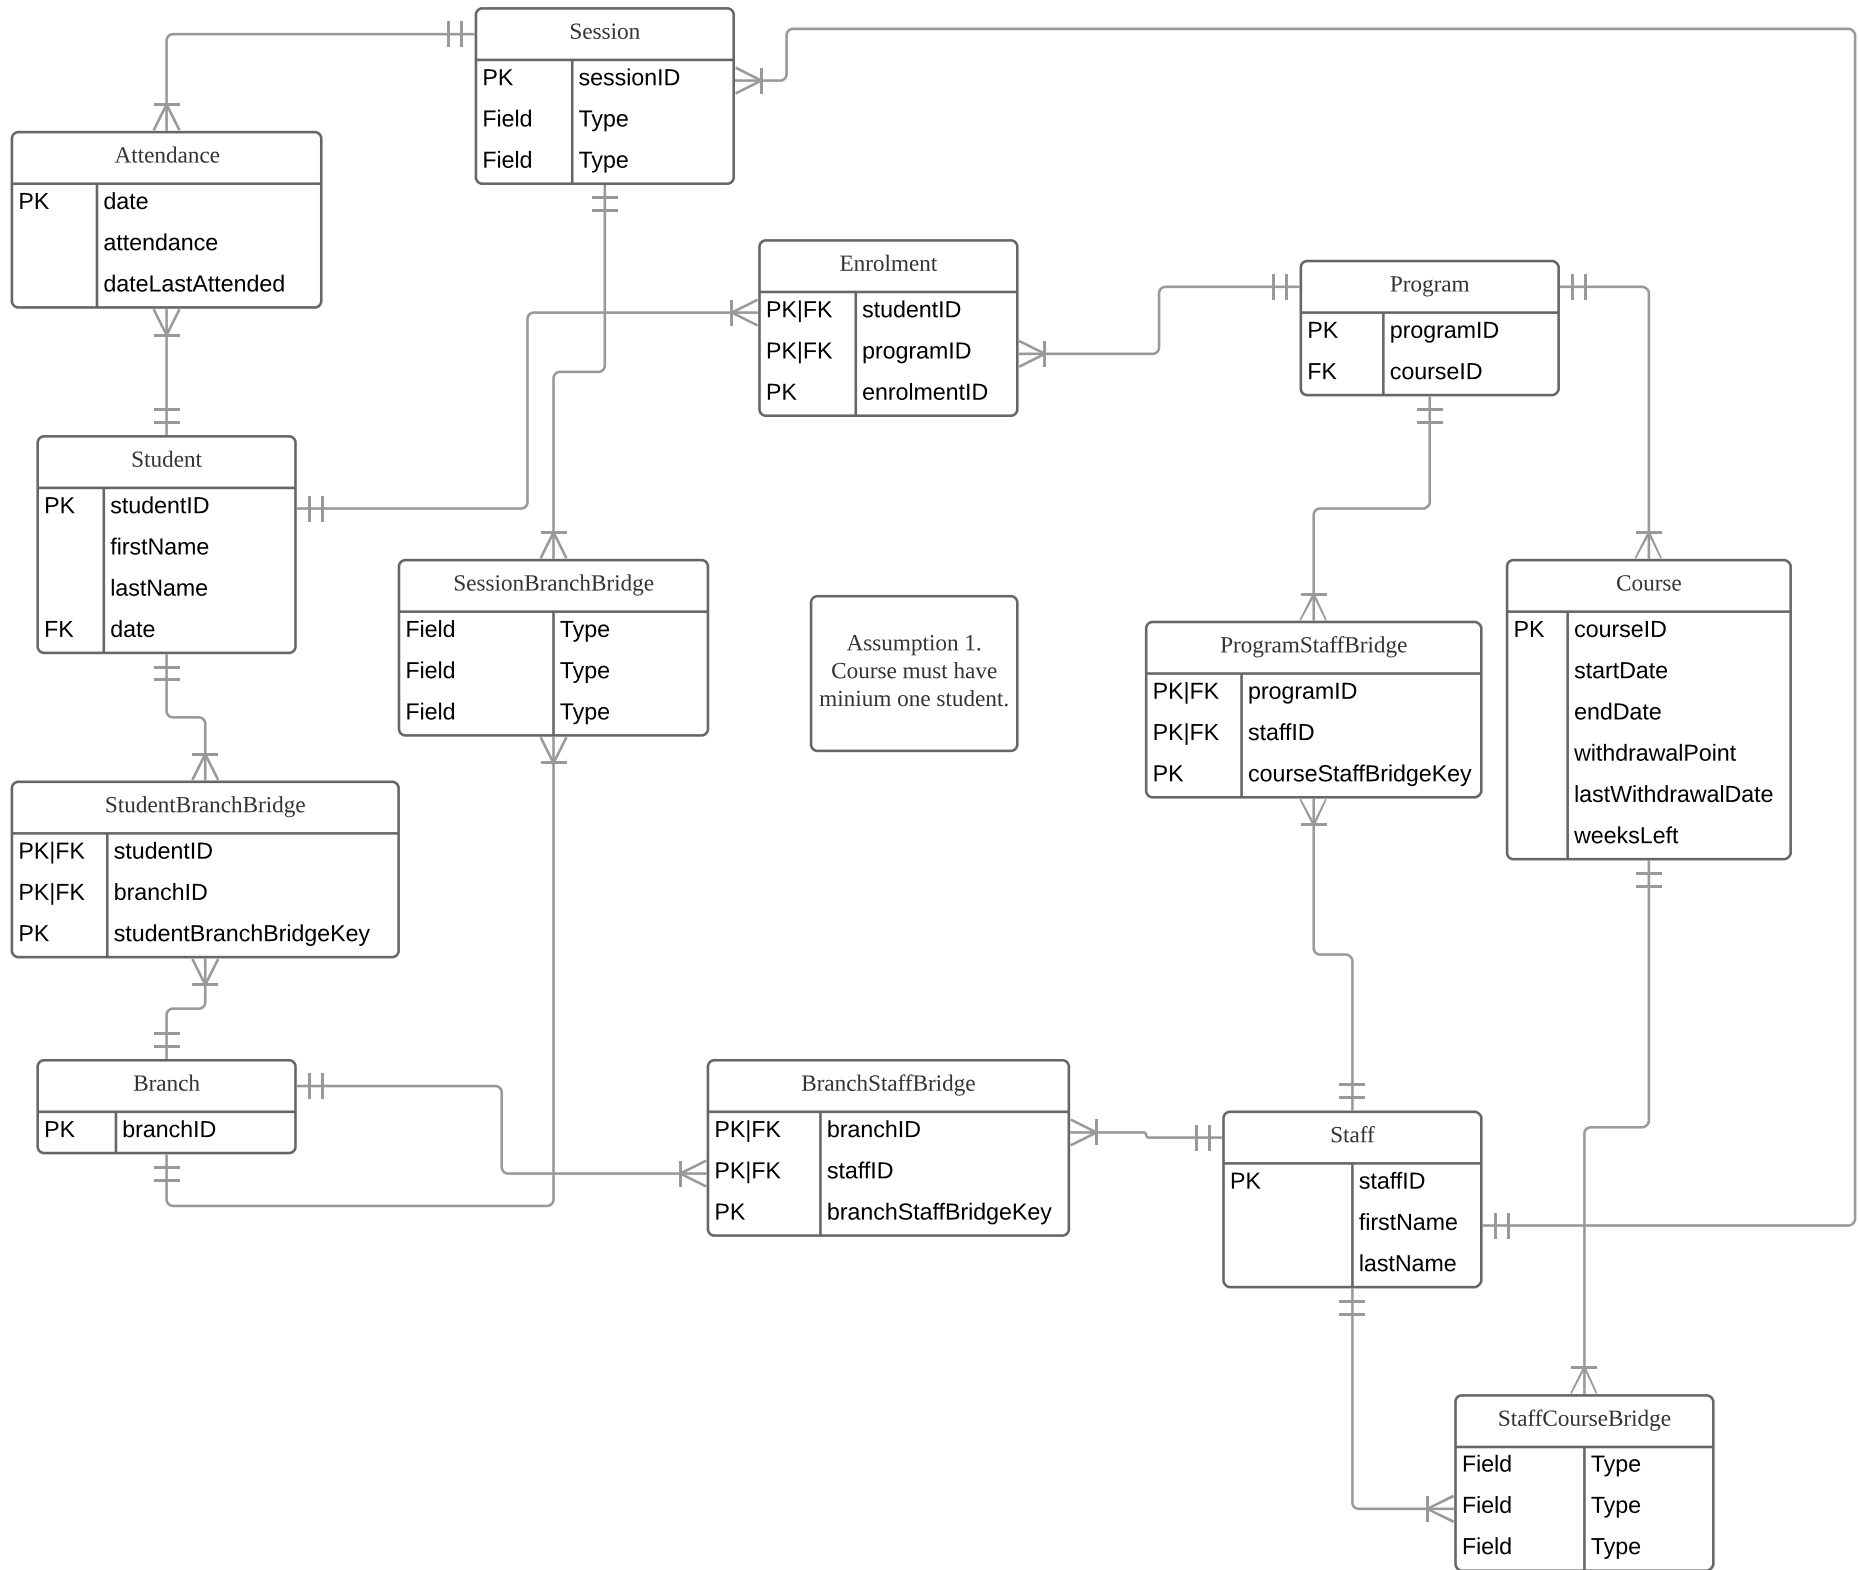 Session
PK sessionID
Field Type
Field Type
Attendance
PK date
attendance
dateLastAttended
Enrolment
PK|FK studentID
PK|FK programID
PK enrolmentID
Program
PK programID
FK courseID
Student
PK studentID
firstName
lastName
FK date
SessionBranchBridge
Field Type
Field Type
Field Type
Assumption 1.
Course must have
minium one student.
ProgramStaffBridge
PK|FK programID
PK|FK staffID
PK courseStaffBridgeKey
Course
PK courseID
startDate
endDate
withdrawalPoint
lastWithdrawalDate
weeksLeft
StudentBranchBridge
PK|FK studentID
PK|FK branchID
PK studentBranchBridgeKey
Branch
PK branchID
BranchStaffBridge
PK|FK branchID
PK|FK staffID
PK branchStaffBridgeKey
Staff
PK staffID
firstName
lastName
StaffCourseBridge
Field Type
Field Type
Field Type